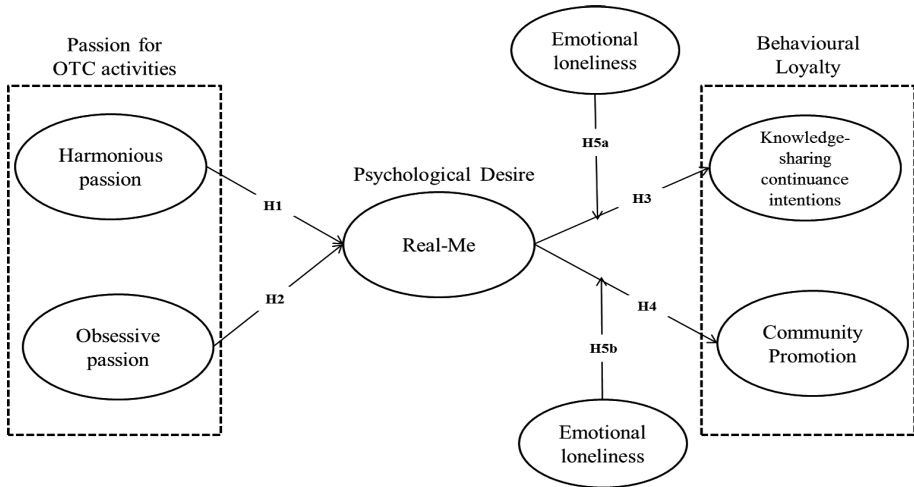 Passion for
OTC activities
Harmonious
passion
H1
H2
Obsessive
passion
Psychological Desire
Real-Me
Emotional
loneliness
H5a
H3
H4
H5b
Emotional
loneliness
Behavioural
Loyalty
Knowledge-
sharing
continuance
intentions
Community
Promotion